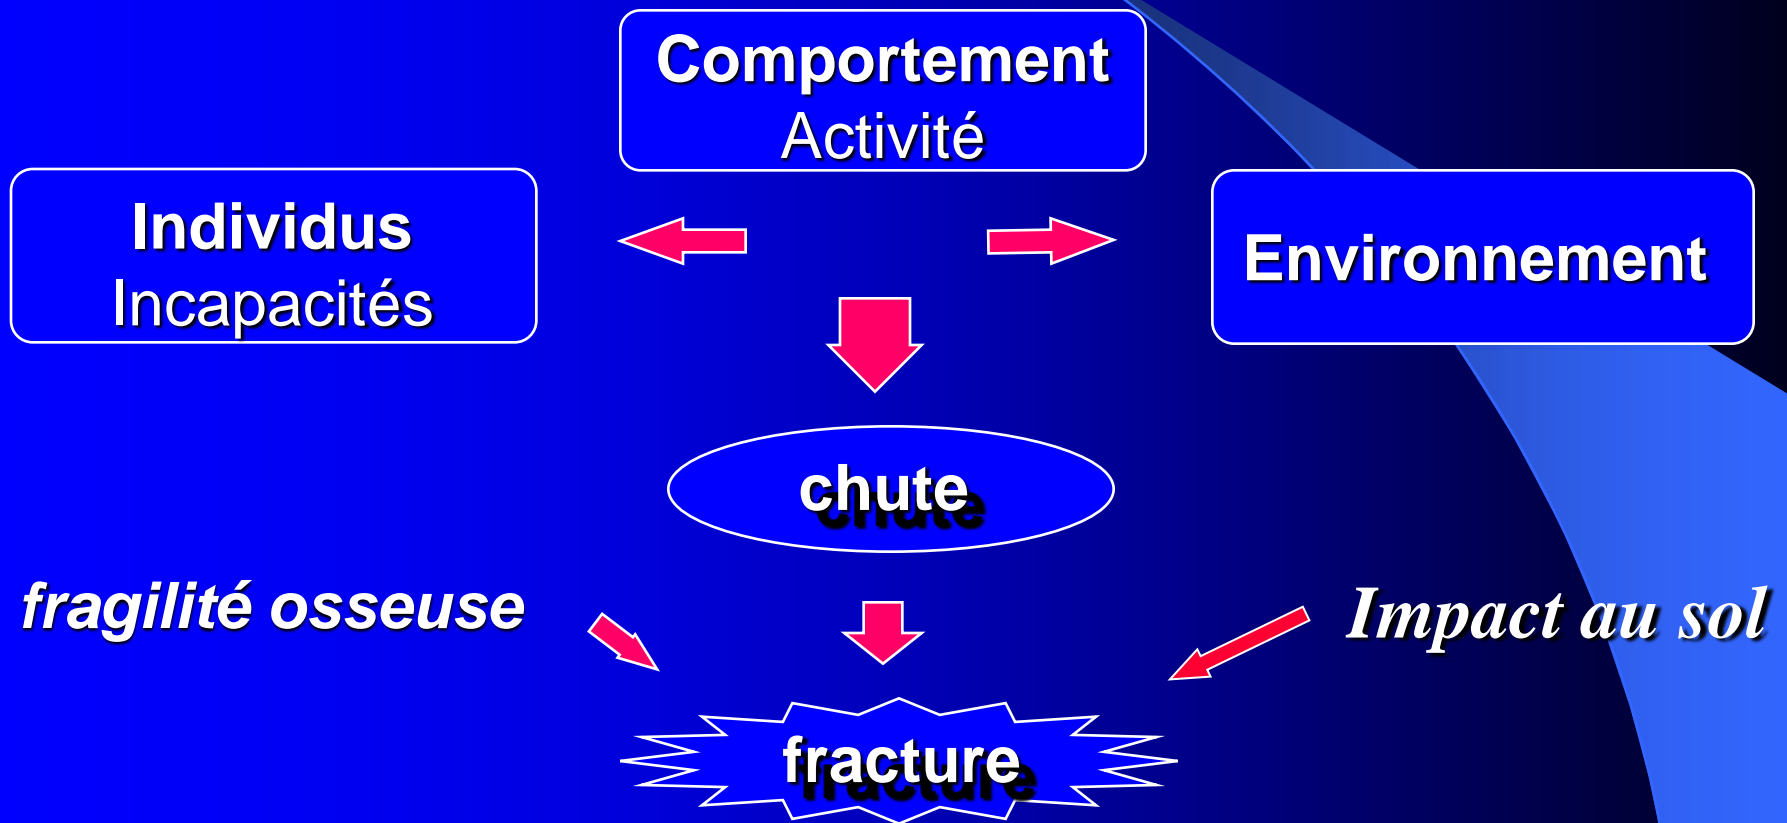 Comportement
Activité
Individus
Incapacités
Environnement
chute
fragilité osseuse
Impact au sol
fracture